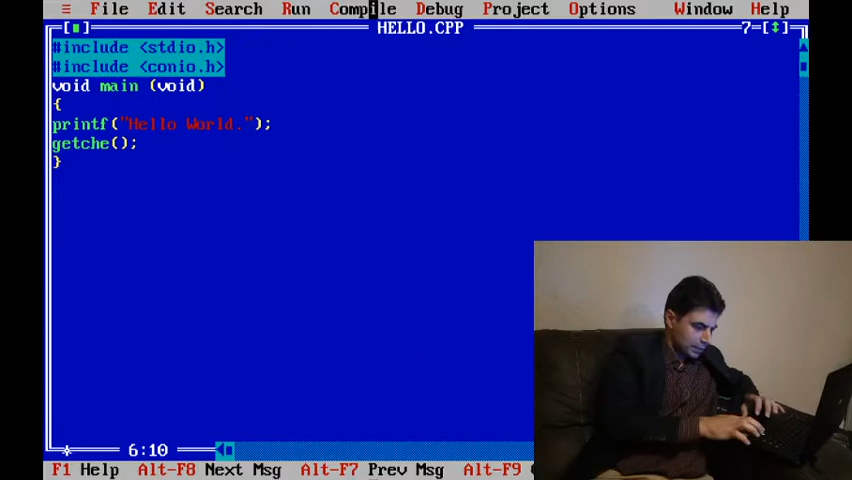 ≡ File Edit Search Run Compile Debug Project Options Window Help
HELLO.CPP 7
#include <stdio.h>
#include <conio.h>
void main (void)
{
printf("Hello World.");
getche();
}
6:10
F1 Help Alt-F8 Next Msg Alt-F7 Prev Msg Alt-F9